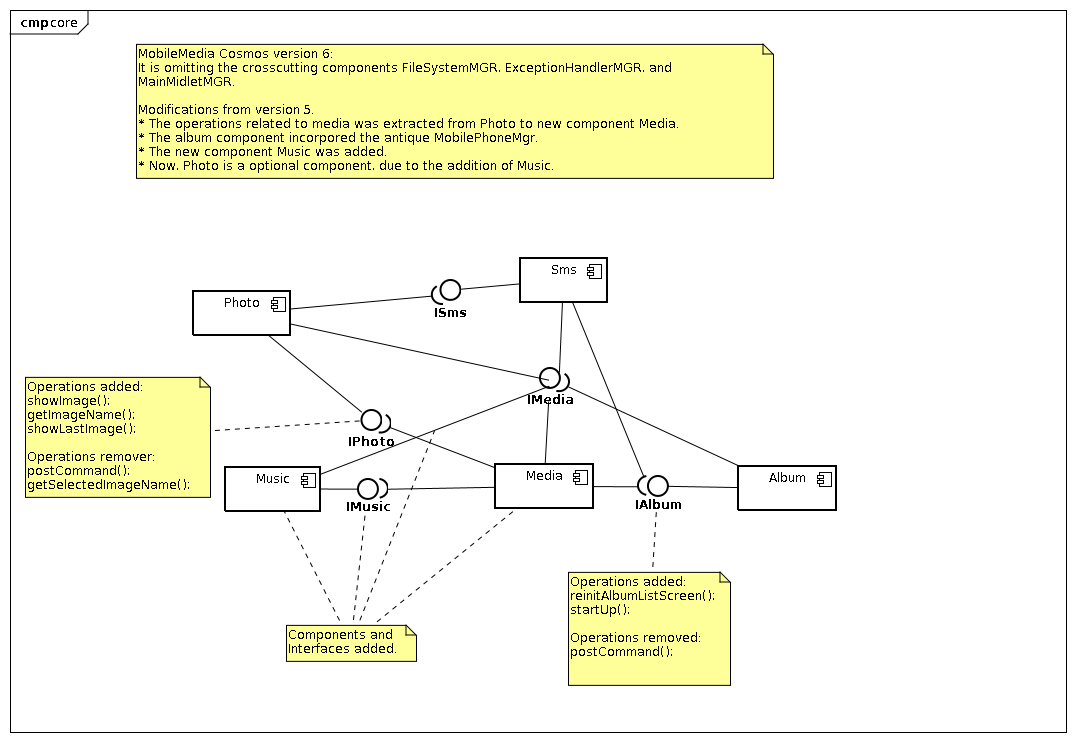 cmp core
MobileMedia Cosmos version 6:
It is omitting the crosscutting components FileSystemMGR, ExceptionHandlerMGR, and
MainMidletMGR.
Modifications from version 5.
* The operations related to media was extracted from Photo to new component Media.
* The album component incorpored the antique MobilePhoneMgr.
* The new component Music was added.
* Now, Photo is a optional component, due to the addition of Music.
Sms
Photo
ISms
Operations added:
showImage();
getImageName();
showLastImage();
Operations remover:
postCommand();
getSelectedImageName();
IMedia
IPhoto
Music
Media
Album
IMusic
IAlbum
Operations added:
reinitAlbumListScreen();
startUp();
Operations removed:
postCommand();
Components and
Interfaces added.